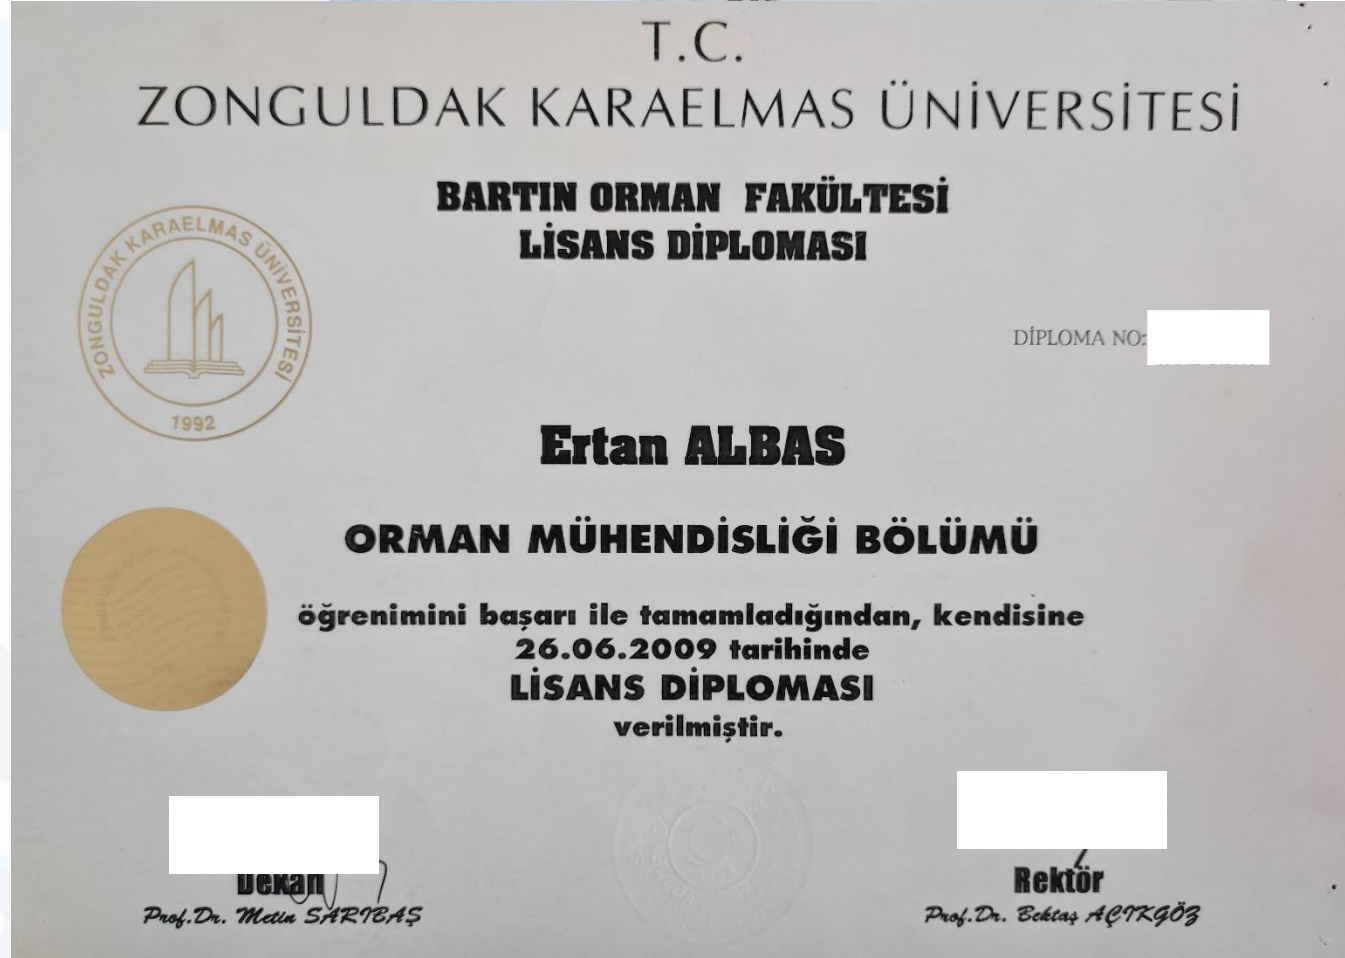 T.C.
ZONGULDAK KARAELMAS ÜNİVERSİTESİ
BARTIN ORMAN FAKÜLTESİ
LİSANS DİPLOMASI
ZONGULDAK KARAELMAS ÜNİVERSİTESİ
1992
DİPLOMA NO:
Ertan ALBAS
ORMAN MÜHENDİSLİĞİ BÖLÜMÜ
öğrenimini başarı ile tamamladığından, kendisine
26.06.2009 tarihinde
LİSANS DİPLOMASI
verilmiştir.
Dekan
Prof.Dr. Metin SARIBAŞ
Rektör
Prof.Dr. Bektaş AÇIKGÖZ